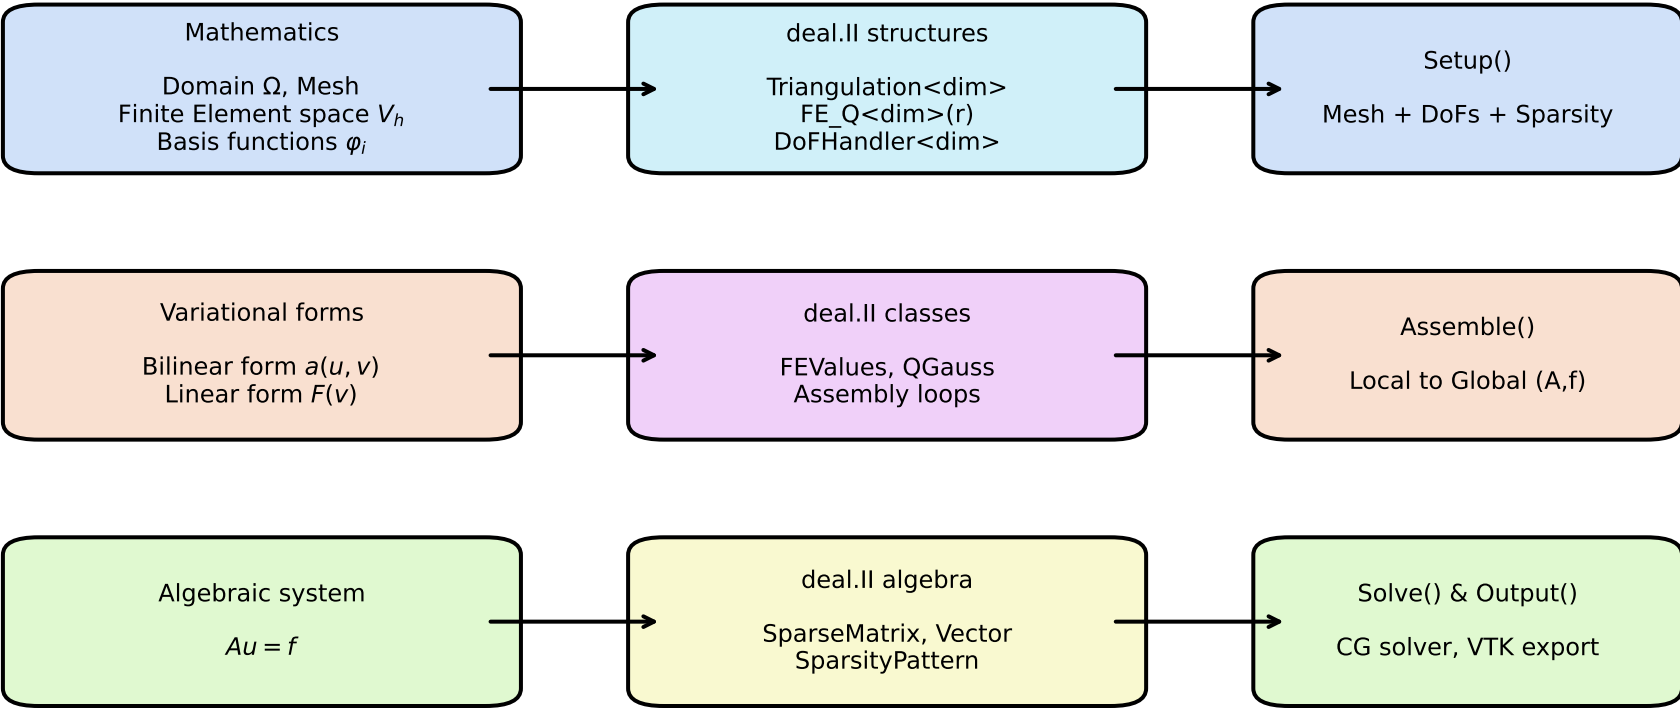 Mathematics
Domain Ω, Mesh
Finite Element space V_h
Basis functions φ_i
deal.II structures
Triangulation<dim>
FE_Q<dim>(r)
DoFHandler<dim>
Setup()
Mesh + DoFs + Sparsity
Variational forms
Bilinear form a(u, v)
Linear form F(v)
deal.II classes
FEValues, QGauss
Assembly loops
Assemble()
Local to Global (A,f)
Algebraic system
Au = f
deal.II algebra
SparseMatrix, Vector
SparsityPattern
Solve() & Output()
CG solver, VTK export